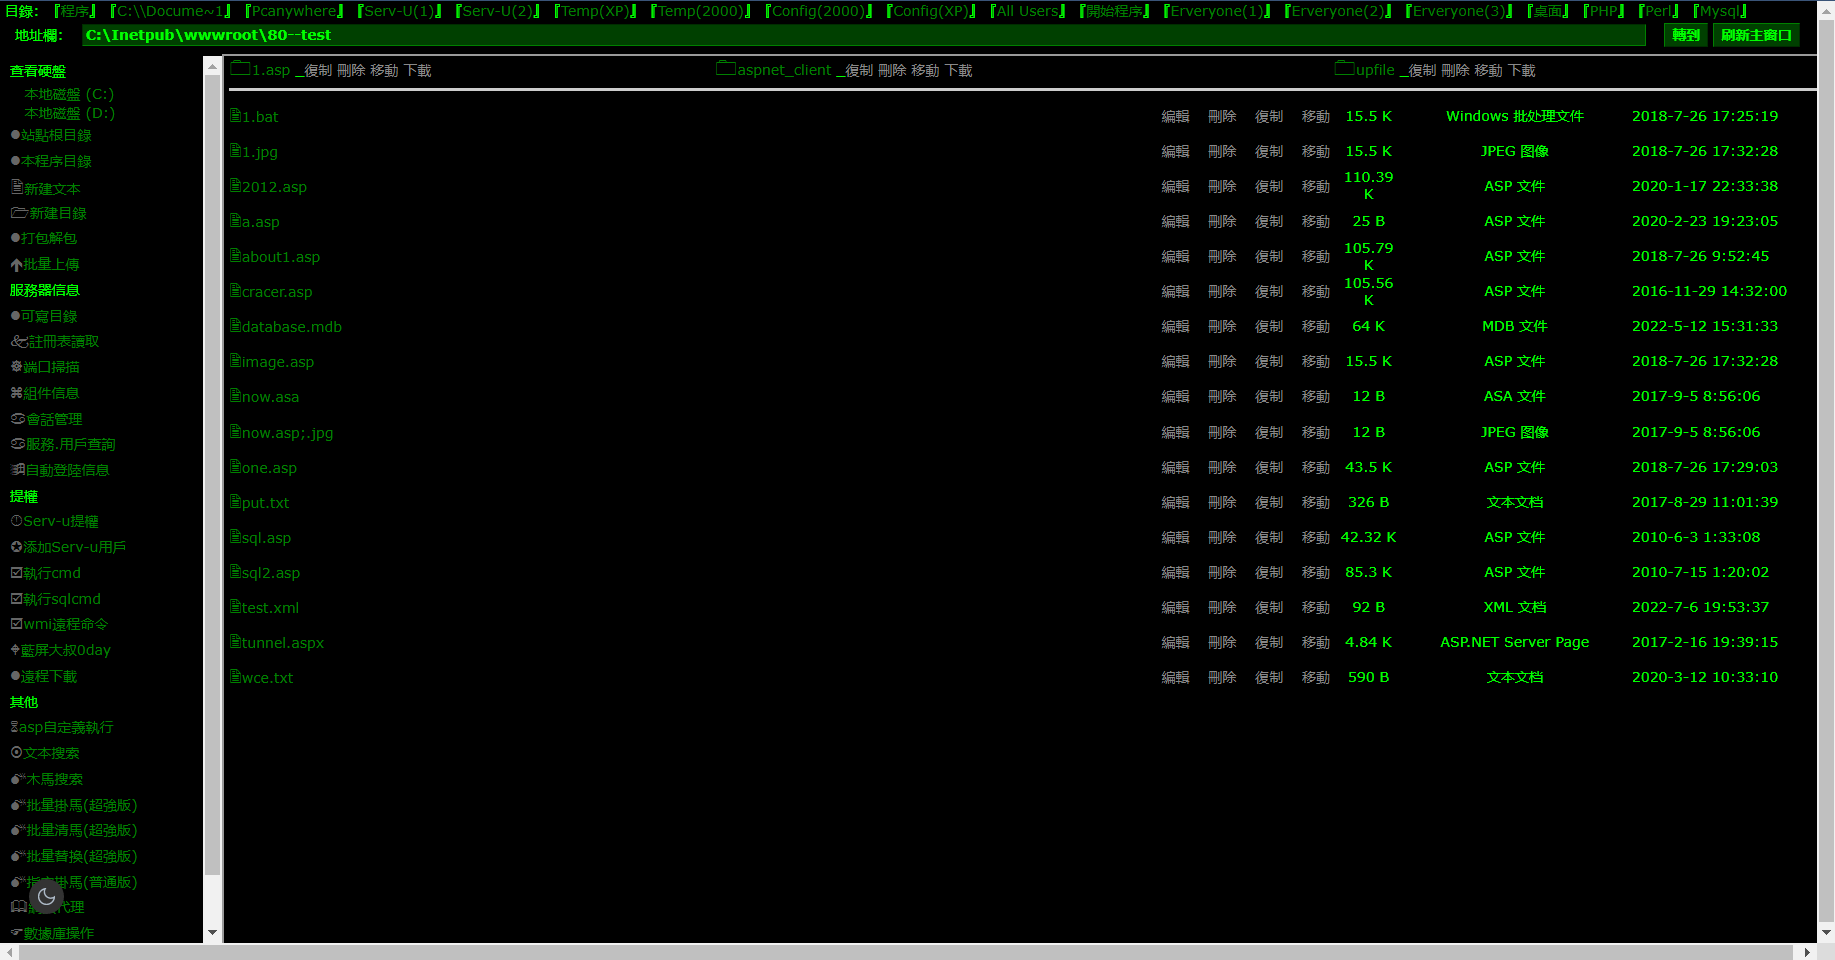 目錄: 『程序』 『C:\\Docume~1』 『Pcanywhere』 『Serv-U(1)』 『Serv-U(2)』 『Temp(XP)』 『Temp(2000)』 『Config(2000)』 『Config(XP)』 『All Users』 『開始程序』 『Erveryone(1)』 『Erveryone(2)』 『Erveryone(3)』 『桌面』 『PHP』 『Perl』 『Mysql』
地址欄: C:\Inetpub\wwwroot\80--test 轉到 刷新主窗口
查看硬盤
本地磁盤 (C:)
本地磁盤 (D:)
站點根目錄
本程序目錄
新建文本
新建目錄
打包解包
批量上傳
服務器信息
可寫目錄
註冊表讀取
端口掃描
組件信息
會話管理
服務.用戶查詢
自動登陸信息
提權
Serv-u提權
添加Serv-u用戶
執行cmd
執行sqlcmd
wmi遠程命令
藍屏大叔0day
遠程下載
其他
asp自定義執行
文本搜索
木馬搜索
批量掛馬(超強版)
批量清馬(超強版)
批量替換(超強版)
掛馬(普通版)
代理
數據庫操作
1.asp _復制 刪除 移動 下載 aspnet_client _復制 刪除 移動 下載 upfile _復制 刪除 移動 下載
1.bat 編輯 刪除 復制 移動 15.5 K Windows 批处理文件 2018-7-26 17:25:19
1.jpg 編輯 刪除 復制 移動 15.5 K JPEG 图像 2018-7-26 17:32:28
2012.asp 編輯 刪除 復制 移動 110.39 K ASP 文件 2020-1-17 22:33:38
a.asp 編輯 刪除 復制 移動 25 B ASP 文件 2020-2-23 19:23:05
about1.asp 編輯 刪除 復制 移動 105.79 K ASP 文件 2018-7-26 9:52:45
cracer.asp 編輯 刪除 復制 移動 105.56 K ASP 文件 2016-11-29 14:32:00
database.mdb 編輯 刪除 復制 移動 64 K MDB 文件 2022-5-12 15:31:33
image.asp 編輯 刪除 復制 移動 15.5 K ASP 文件 2018-7-26 17:32:28
now.asa 編輯 刪除 復制 移動 12 B ASA 文件 2017-9-5 8:56:06
now.asp;.jpg 編輯 刪除 復制 移動 12 B JPEG 图像 2017-9-5 8:56:06
one.asp 編輯 刪除 復制 移動 43.5 K ASP 文件 2018-7-26 17:29:03
put.txt 編輯 刪除 復制 移動 326 B 文本文档 2017-8-29 11:01:39
sql.asp 編輯 刪除 復制 移動 42.32 K ASP 文件 2010-6-3 1:33:08
sql2.asp 編輯 刪除 復制 移動 85.3 K ASP 文件 2010-7-15 1:20:02
test.xml 編輯 刪除 復制 移動 92 B XML 文档 2022-7-6 19:53:37
tunnel.aspx 編輯 刪除 復制 移動 4.84 K ASP.NET Server Page 2017-2-16 19:39:15
wce.txt 編輯 刪除 復制 移動 590 B 文本文档 2020-3-12 10:33:10